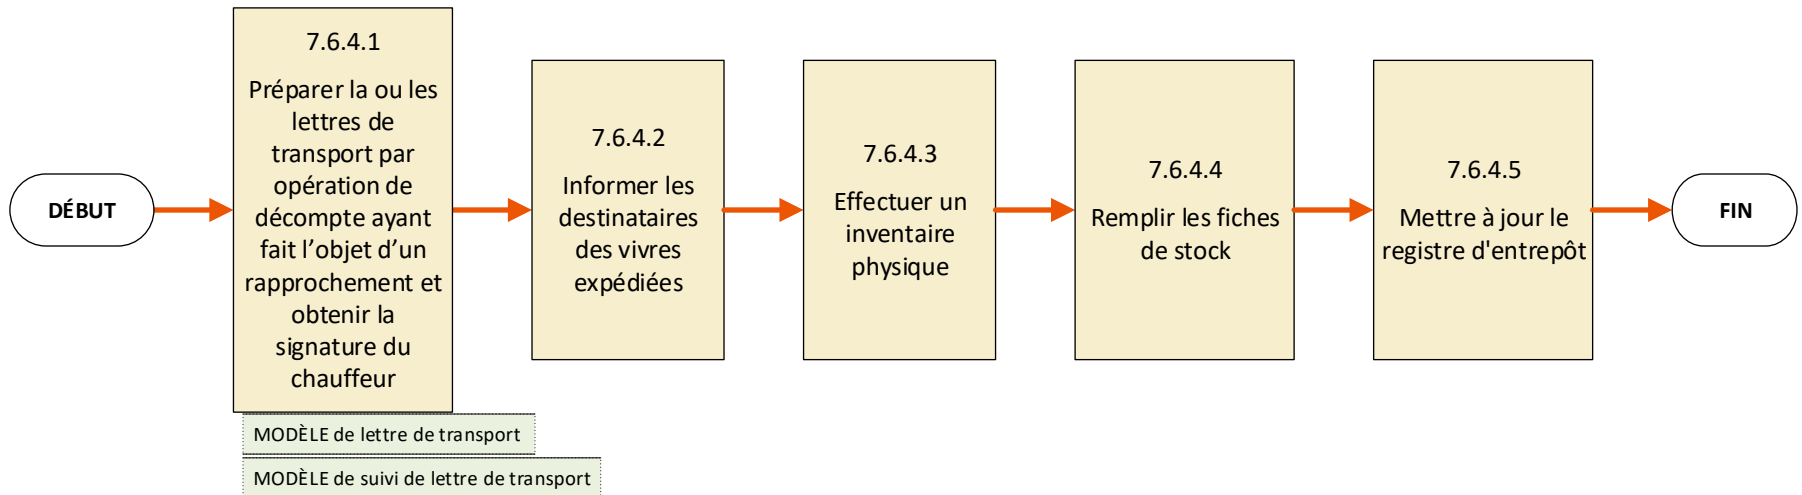 DÉBUT
7.6.4.1
Préparer la ou les
lettres de
transport par
opération de
décompte ayant
fait l’objet d’un
rapprochement et
obtenir la
signature du
chauffeur
MODÈLE de lettre de transport
MODÈLE de suivi de lettre de transport
7.6.4.2
Informer les
destinataires
des vivres
expédiées
7.6.4.3
Effectuer un
inventaire
physique
7.6.4.4
Remplir les fiches
de stock
7.6.4.5
Mettre à jour le
registre d'entrepôt
FIN